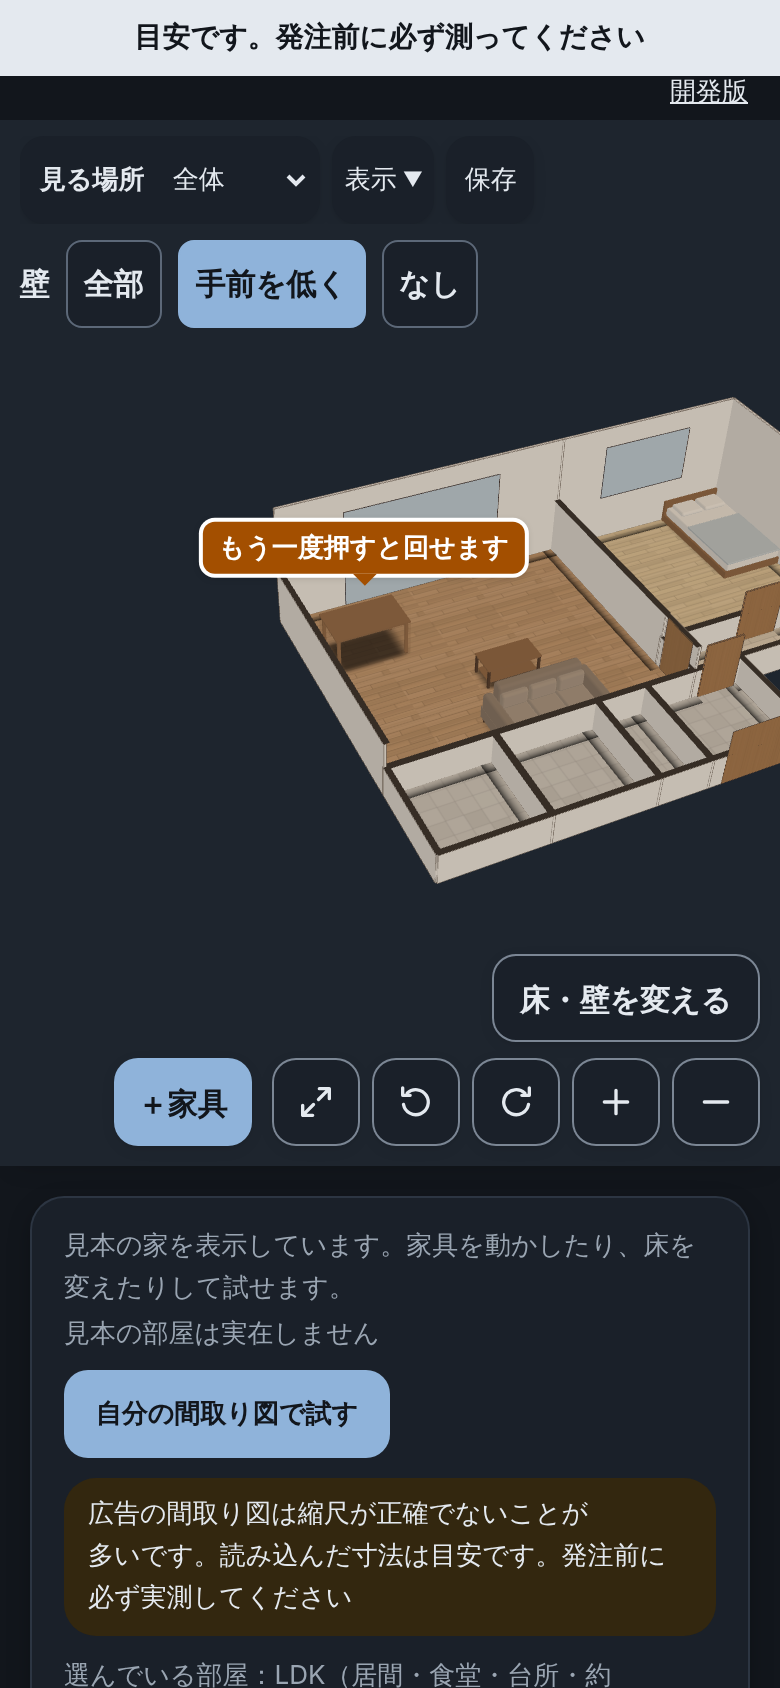 目安です。発注前に必ず測ってください
開発版
見る場所 全体 表示▼ 保存
壁 全部 手前を低く なし
もう一度押すと回せます
床・壁を変える
＋家具
見本の家を表示しています。家具を動かしたり、床を
変えたりして試せます。
見本の部屋は実在しません
自分の間取り図で試す
広告の間取り図は縮尺が正確でないことが
多いです。読み込んだ寸法は目安です。発注前に
必ず実測してください
選んでいる部屋：LDK（居間・食堂・台所・約